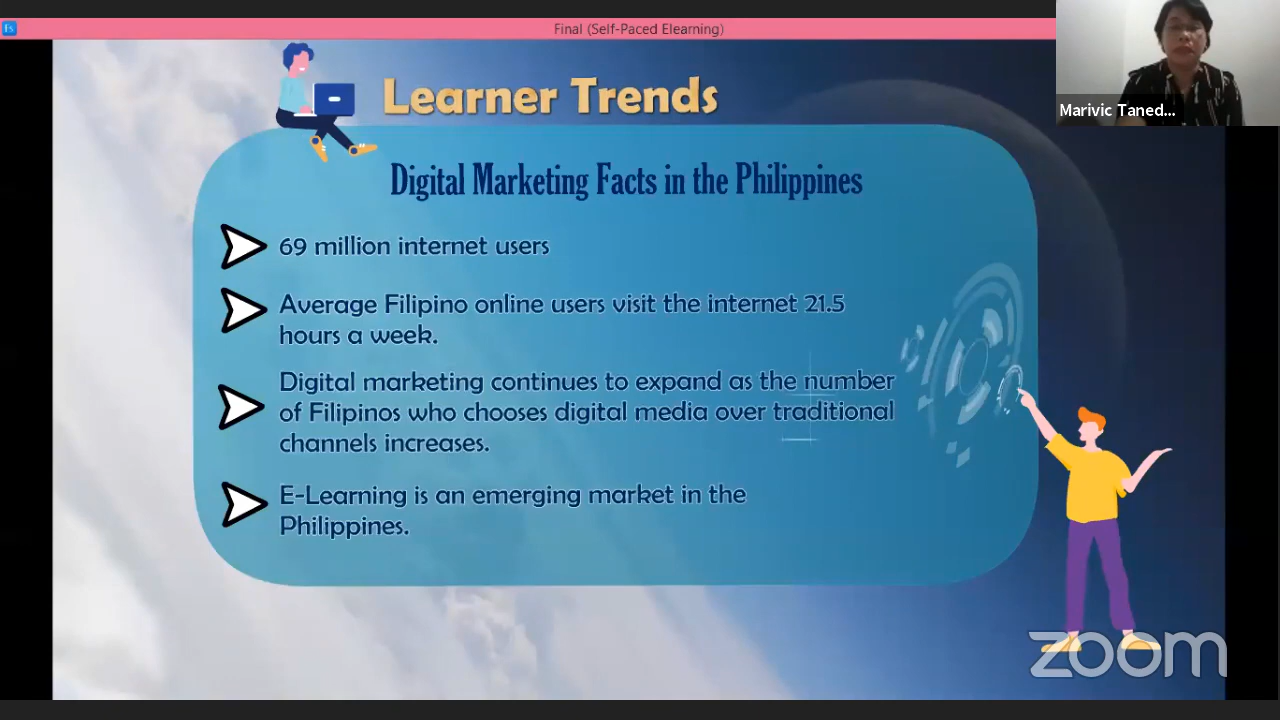 Final (Self-Paced Elearning)
Learner Trends
Marivic Taned...
Digital Marketing Facts in the Philippines
69 million internet users
Average Filipino online users visit the internet 21.5
hours a week.
Digital marketing continues to expand as the number
of Filipinos who chooses digital media over traditional
channels increases.
E-Learning is an emerging market in the
Philippines.
zoom